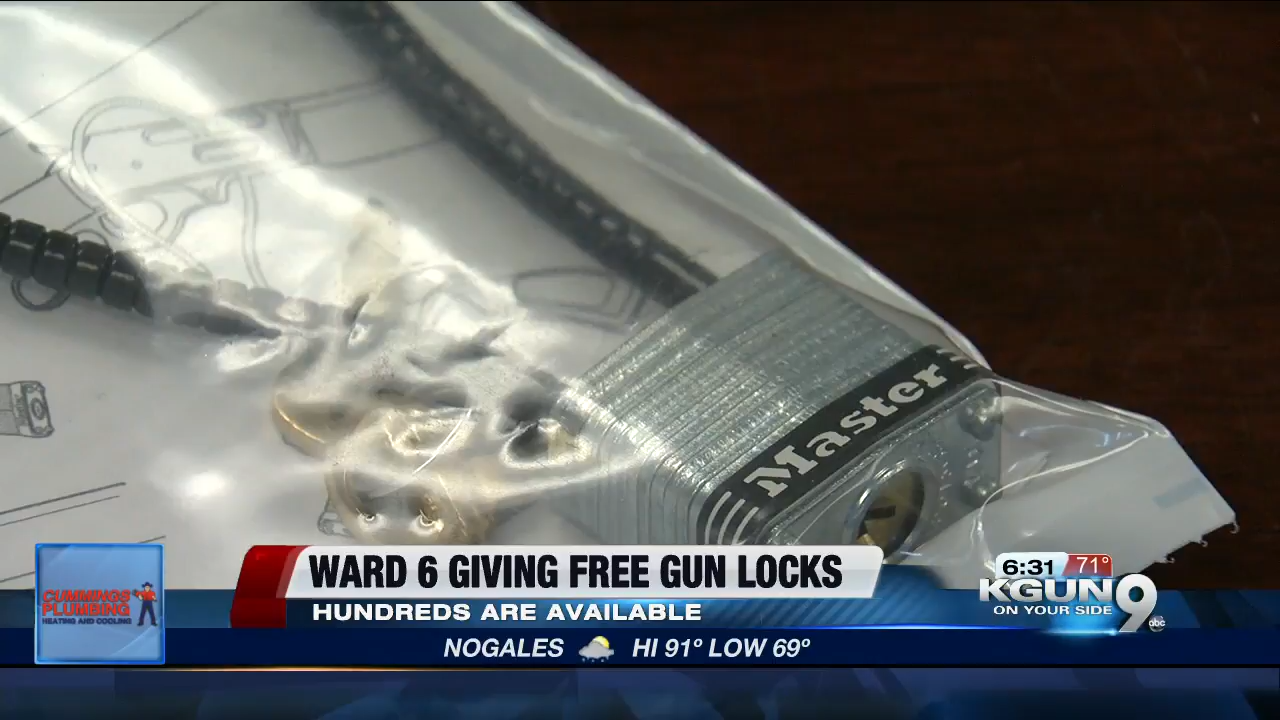 Master
WARD 6 GIVING FREE GUN LOCKS
HUNDREDS ARE AVAILABLE
CUMMINGS
PLUMBING
HEATING AND COOLING
6:31 71°
KGUN 9
ON YOUR SIDE
abc
NOGALES HI 91° LOW 69°